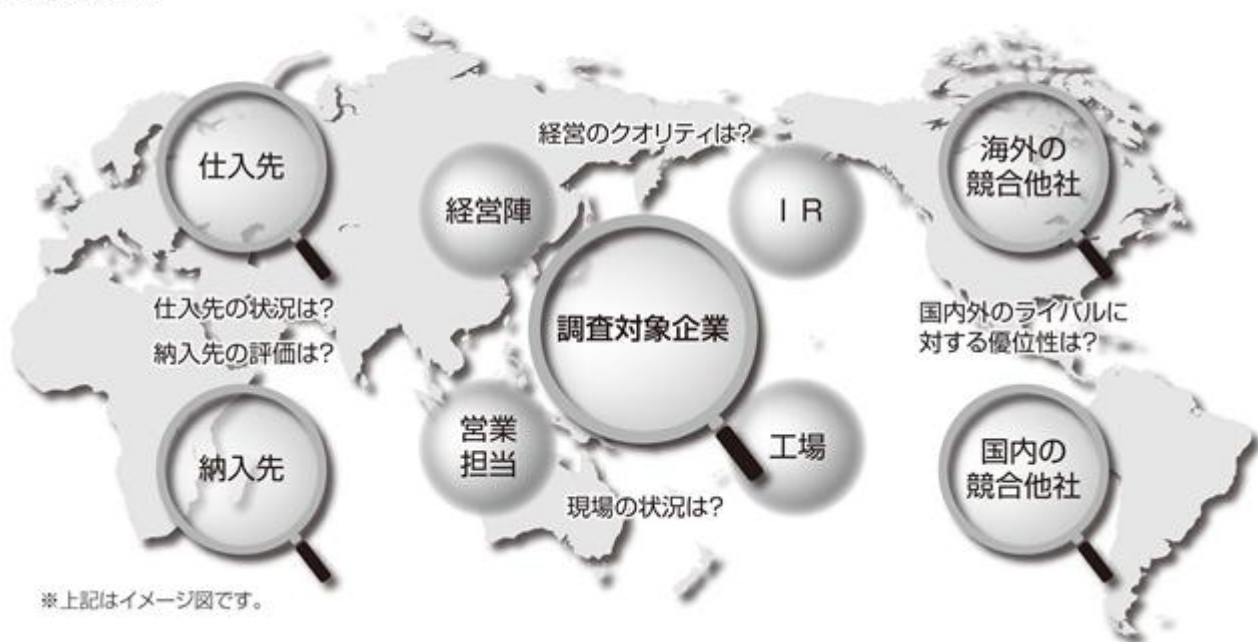 経営のクオリティは?
仕入先
経営陣
ＩＲ
海外の
競合他社
仕入先の状況は?
納入先の評価は?
調査対象企業
国内外のライバルに
対する優位性は?
納入先
営業
担当
工場
国内の
競合他社
現場の状況は?
※上記はイメージ図です。